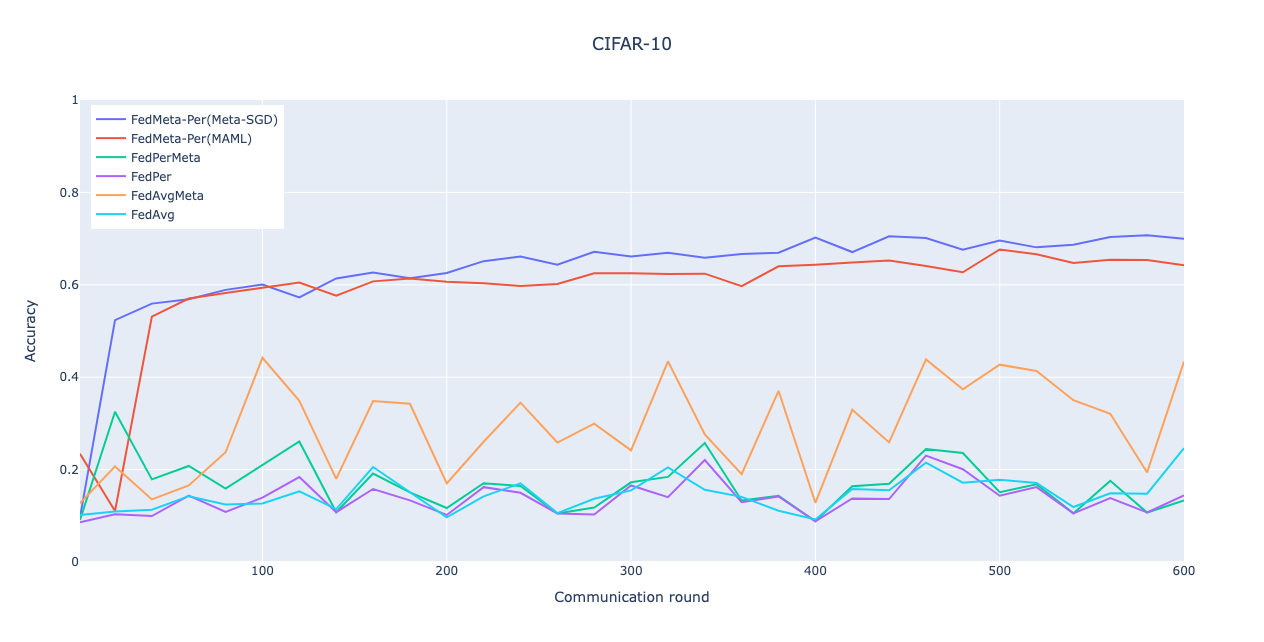 CIFAR-10
FedMeta-Per(Meta-SGD)
FedMeta-Per(MAML)
FedPerMeta
FedPer
FedAvgMeta
FedAvg
1
0.8
0.6
0.4
0.2
0
Accuracy
100
200
300
400
500
600
Communication round